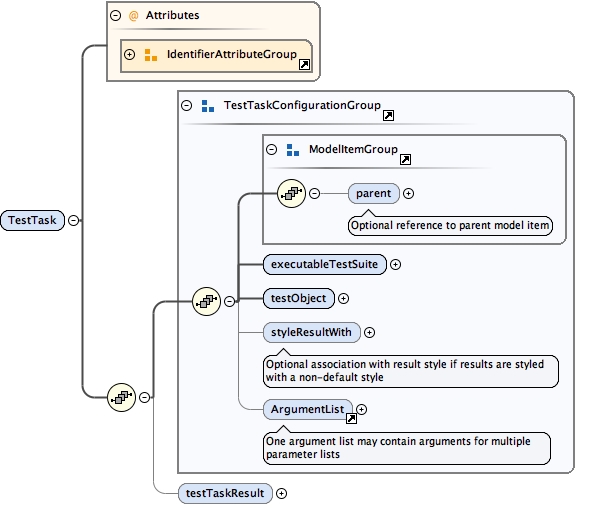 @ Attributes
IdentifierAttributeGroup
TestTaskConfigurationGroup
ModelItemGroup
parent
Optional reference to parent model item
TestTask
executableTestSuite
testObject
styleResultWith
Optional association with result style if results are styled
with a non-default style
ArgumentList
One argument list may contain arguments for multiple
parameter lists
testTaskResult